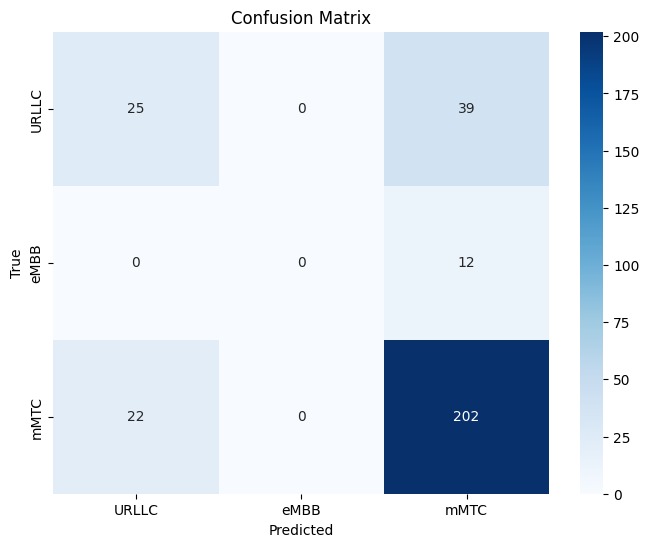 Confusion Matrix
URLLC
25
0
39
eMBB
0
0
12
mMTC
22
0
202
True
URLLC
eMBB
mMTC
Predicted
200
175
150
125
100
75
50
25
0